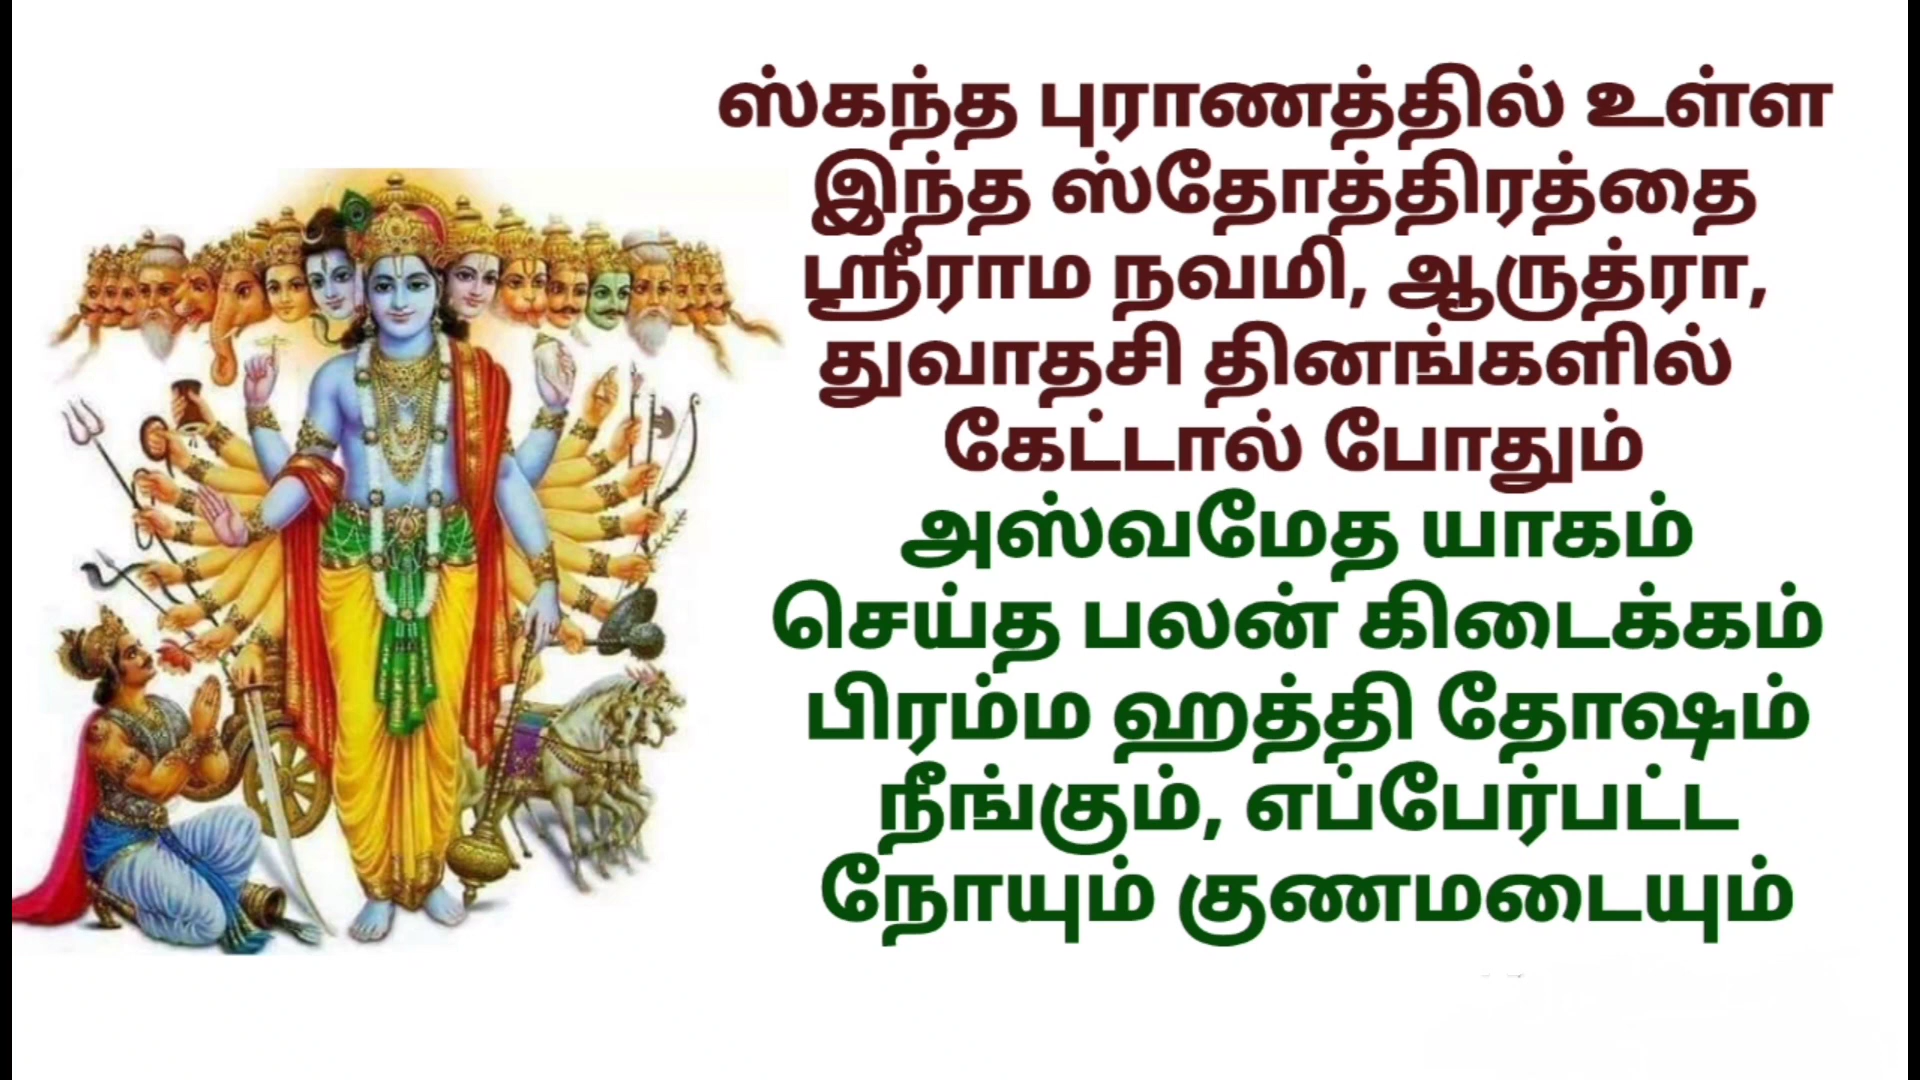 ஸ்கந்த புராணத்தில் உள்ள
இந்த ஸ்தோத்திரத்தை
ஸ்ரீராம நவமி, ஆருத்ரா,
துவாதசி தினங்களில்
கேட்டால் போதும்
அஸ்வமேத யாகம்
செய்த பலன் கிடைக்கம்
பிரம்ம ஹத்தி தோஷம்
நீங்கும், எப்பேர்பட்ட
நோயும் குணமடையும்